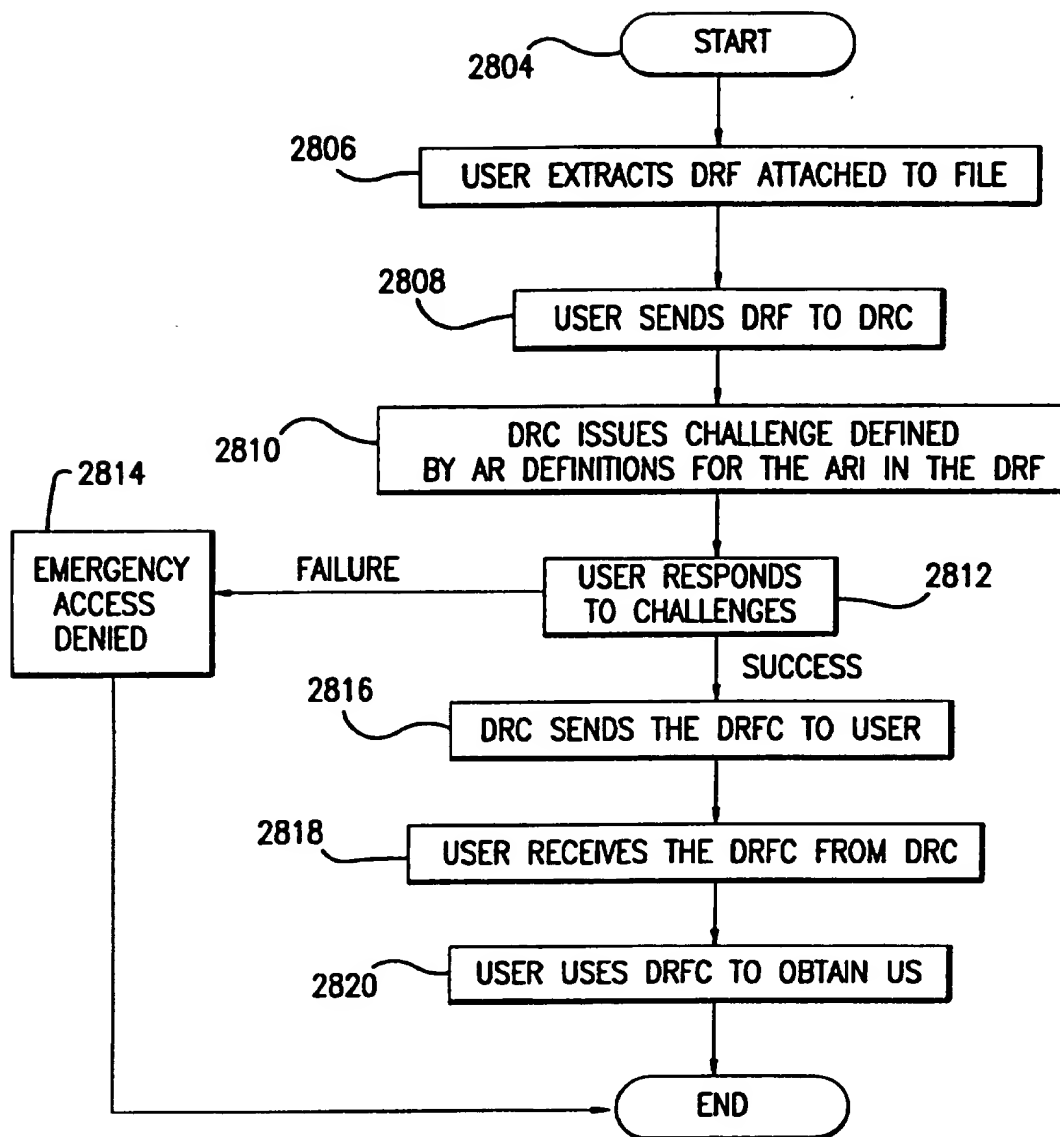 START
2804
2806
USER EXTRACTS DRF ATTACHED TO FILE
2808
USER SENDS DRF TO DRC
2810
DRC ISSUES CHALLENGE DEFINED
BY AR DEFINITIONS FOR THE ARI IN THE DRF
2814
EMERGENCY
ACCESS
DENIED
FAILURE
USER RESPONDS
TO CHALLENGES
2812
SUCCESS
2816
DRC SENDS THE DRFC TO USER
2818
USER RECEIVES THE DRFC FROM DRC
2820
USER USES DRFC TO OBTAIN US
END